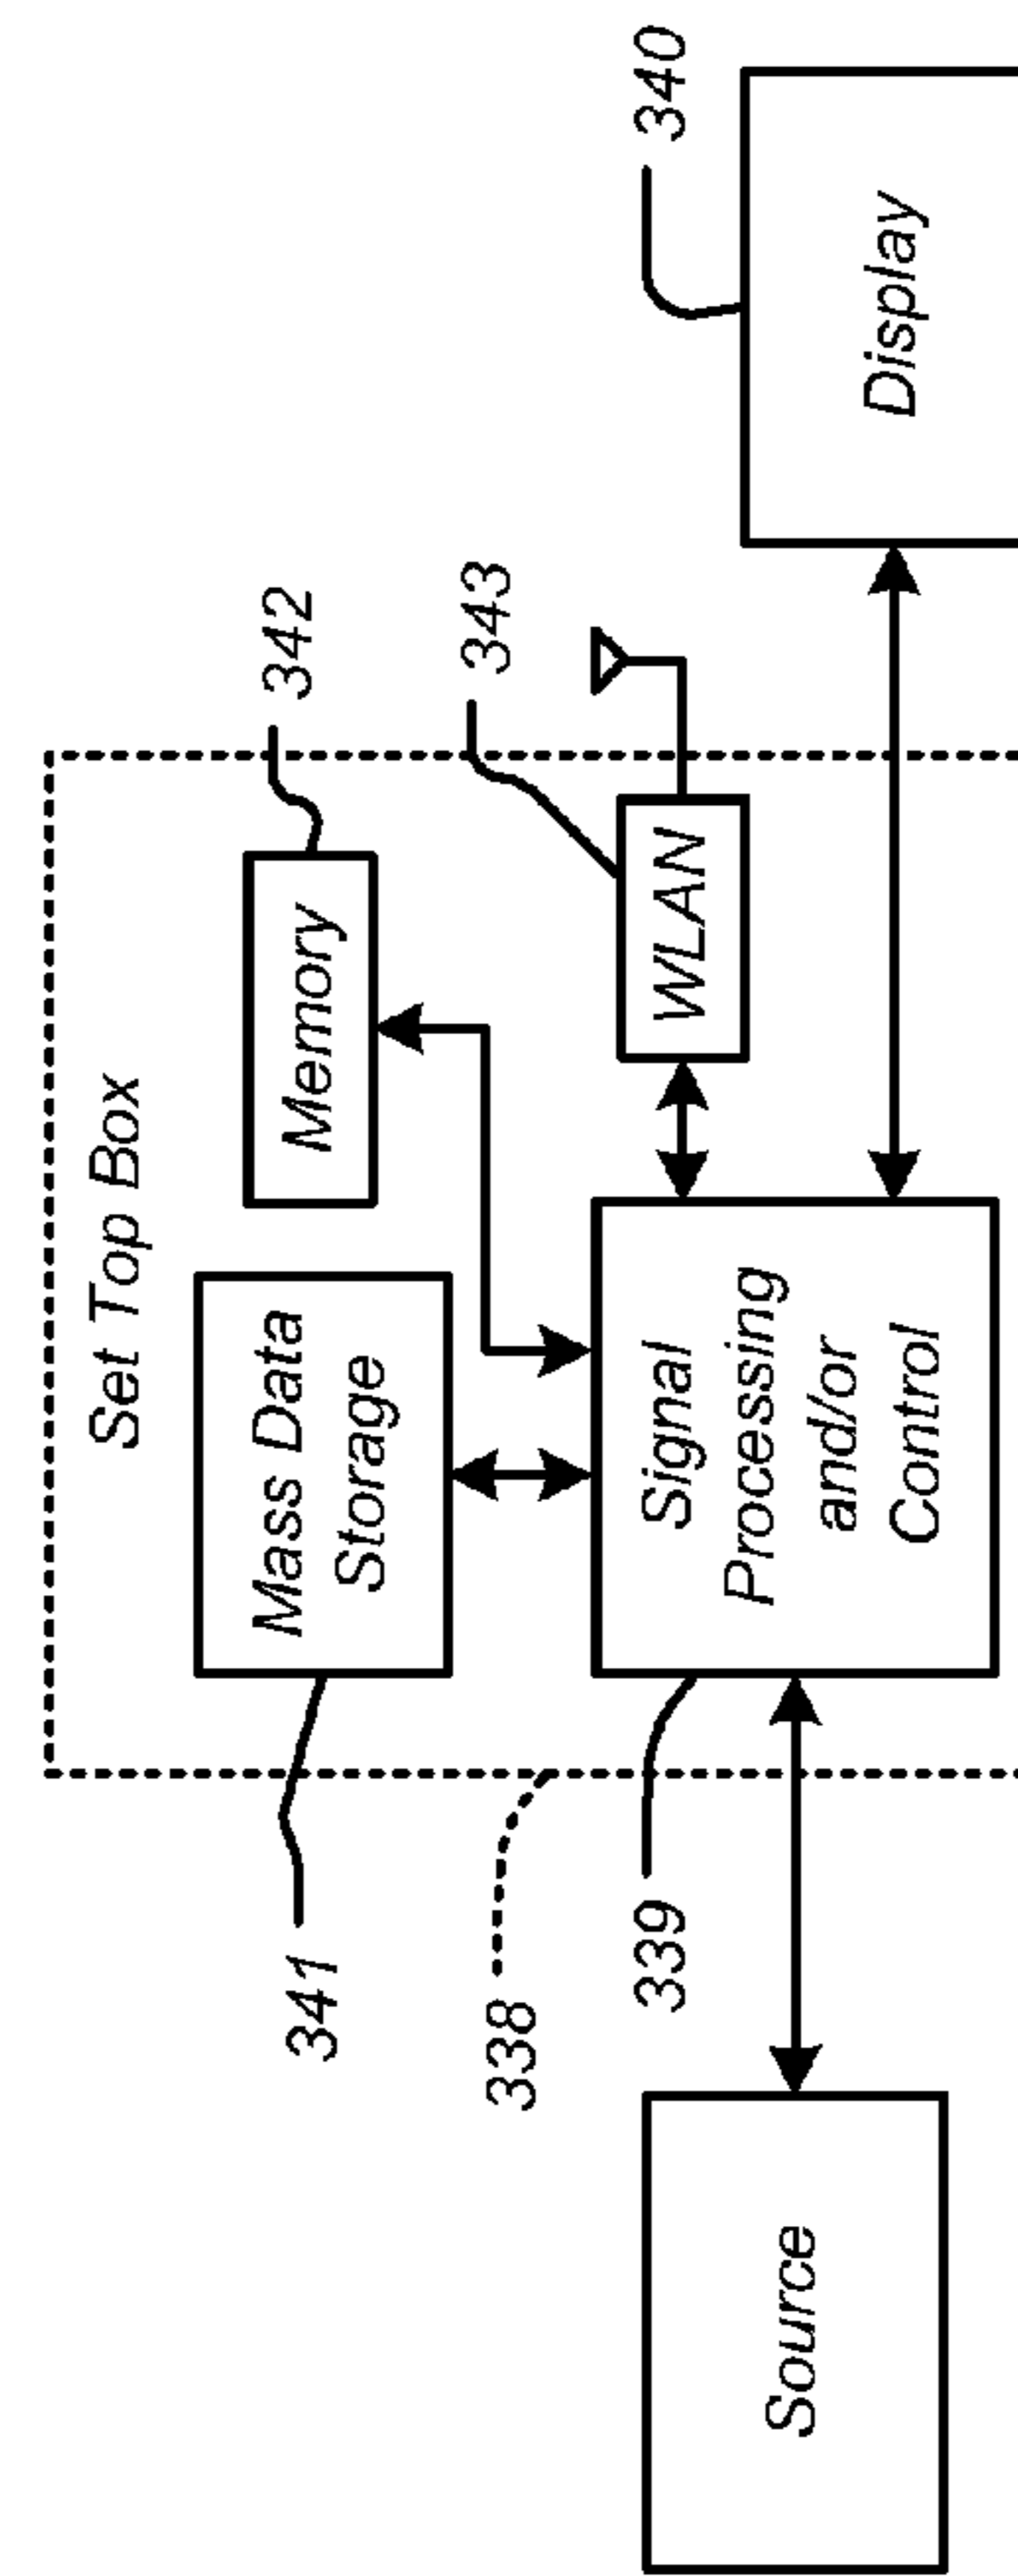 Set Top Box
341
Mass Data
Storage
Memory
342
338
343
339
Signal
Processing
and/or
Control
WLAN
340
Source
Display